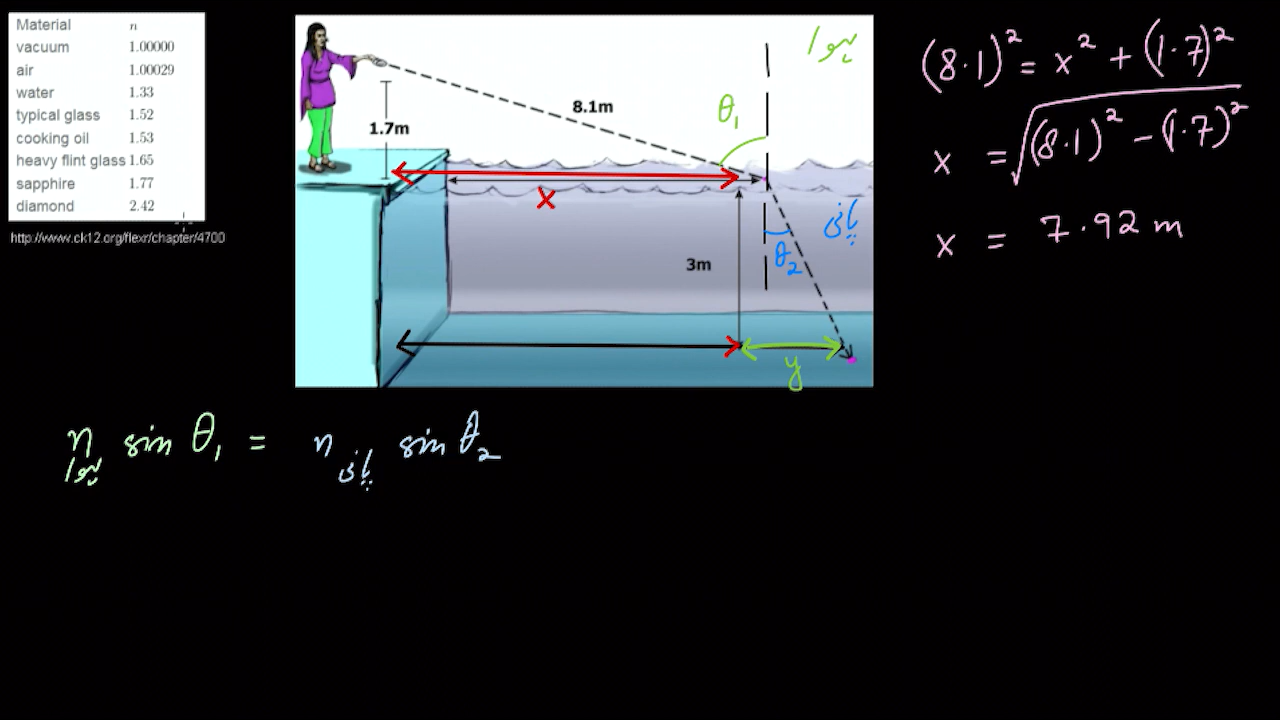 Material n
vacuum 1.00000
air 1.00029
water 1.33
typical glass 1.52
cooking oil 1.53
heavy flint glass 1.65
sapphire 1.77
diamond 2.42
http://www.ck12.org/flexr/chapter/4700
ہوا
8.1m
θ₁
1.7m
x
پانی
θ₂
3m
y
(8.1)² = x² + (1.7)²
x = √(8.1)² - (1.7)²
x = 7.92 m
n ہوا sin θ₁ = n پانی sin θ₂